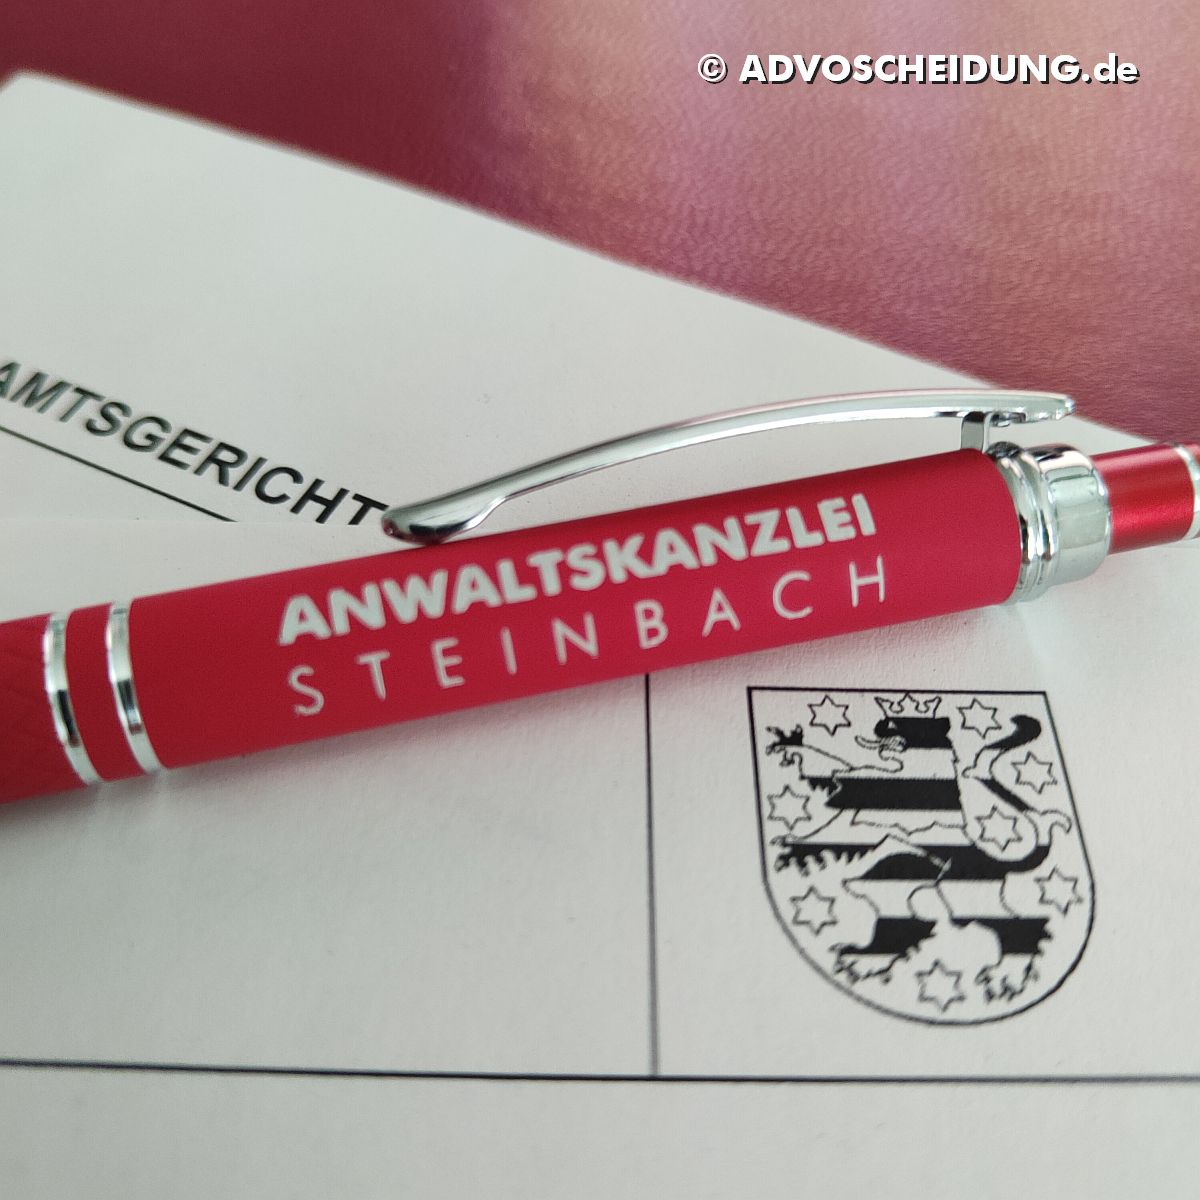 © ADVOSCHEIDUNG.de
AMTSGERICHT
ANWALTSKANZLEI
STEINBACH